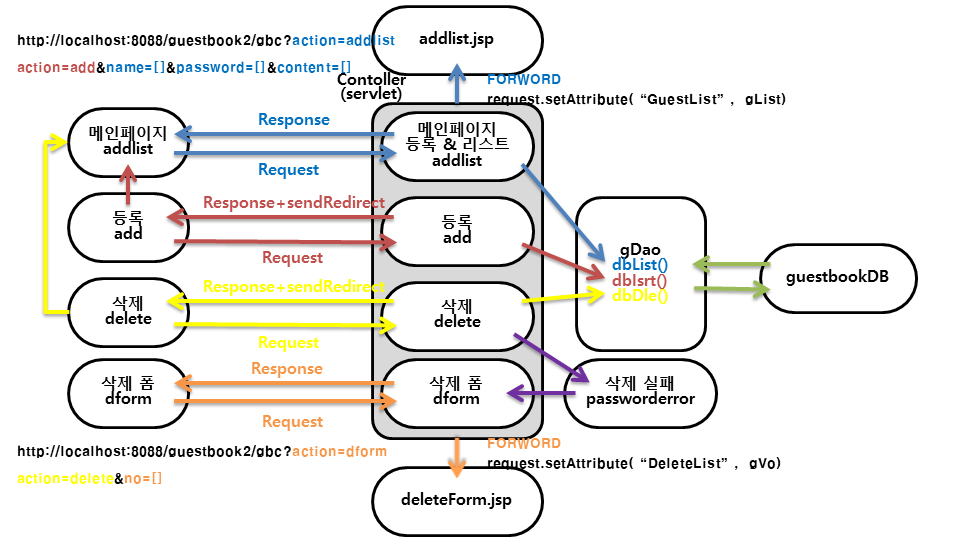 http://localhost:8088/guestbook2/gbc?action=addlist
action=add&name=[]&password=[]&content=[]
addlist.jsp
Contoller
(servlet)
FORWORD
request.setAttribute( “GuestList” , gList)
메인페이지
addlist
Response
Request
메인페이지
등록 & 리스트
addlist
등록
add
Response+sendRedirect
Request
등록
add
gDao
dbList()
dbIsrt()
dbDle()
guestbookDB
삭제
delete
Response+sendRedirect
Request
삭제
delete
삭제 폼
dform
Response
Request
삭제 폼
dform
삭제 실패
passworderror
http://localhost:8088/guestbook2/gbc?action=dform
action=delete&no=[]
FORWORD
request.setAttribute( “DeleteList” , gVo)
deleteForm.jsp